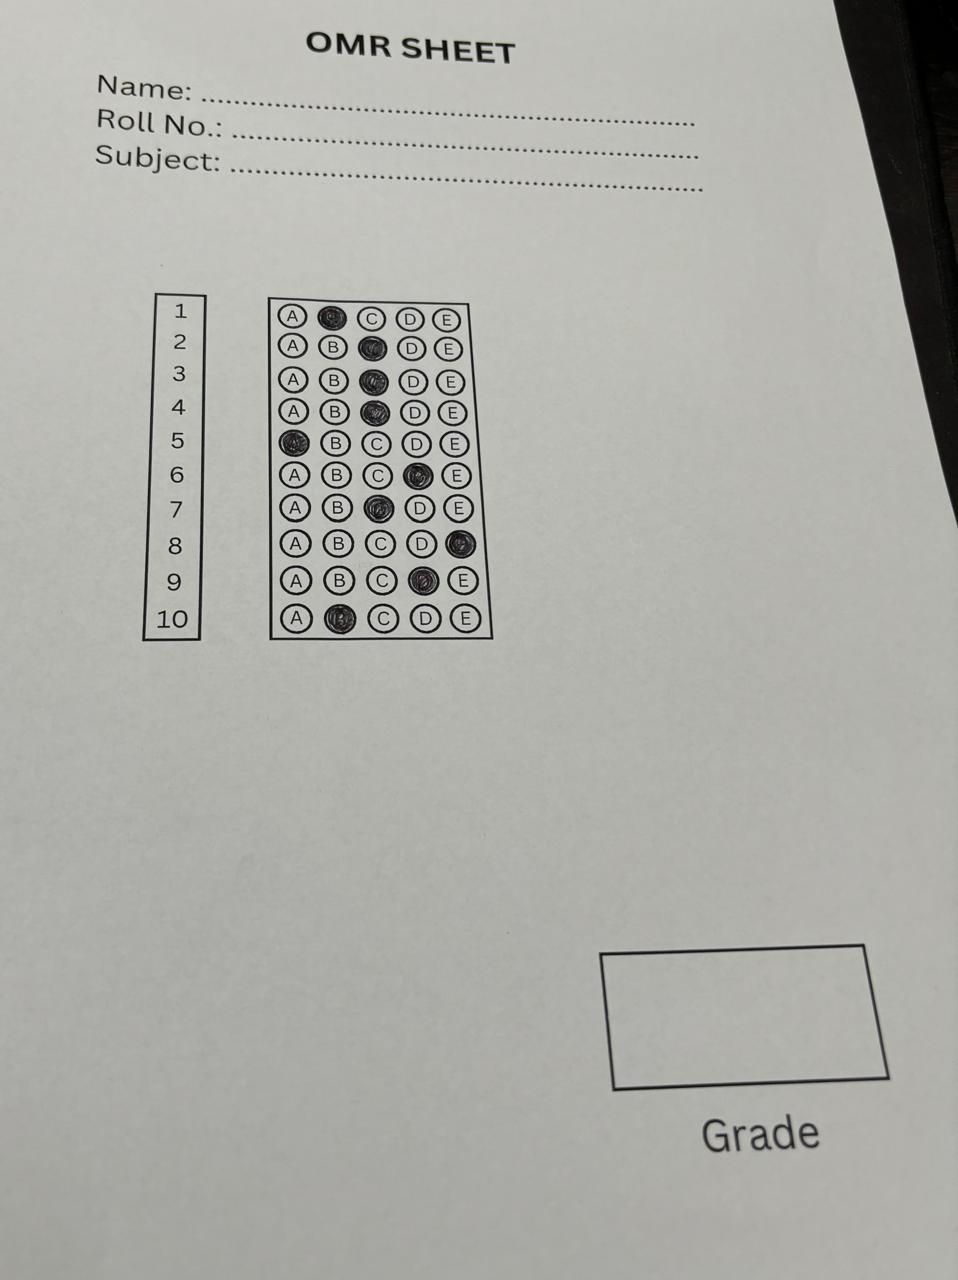 OMR SHEET
Name: ..............................................................
Roll No.: ..........................................................
Subject: ...........................................................
1 A C D E
2 A B D E
3 A B D E
4 A B D E
5 B C D E
6 A B C E
7 A B D E
8 A B C D
9 A B C E
10 A C D E
Grade